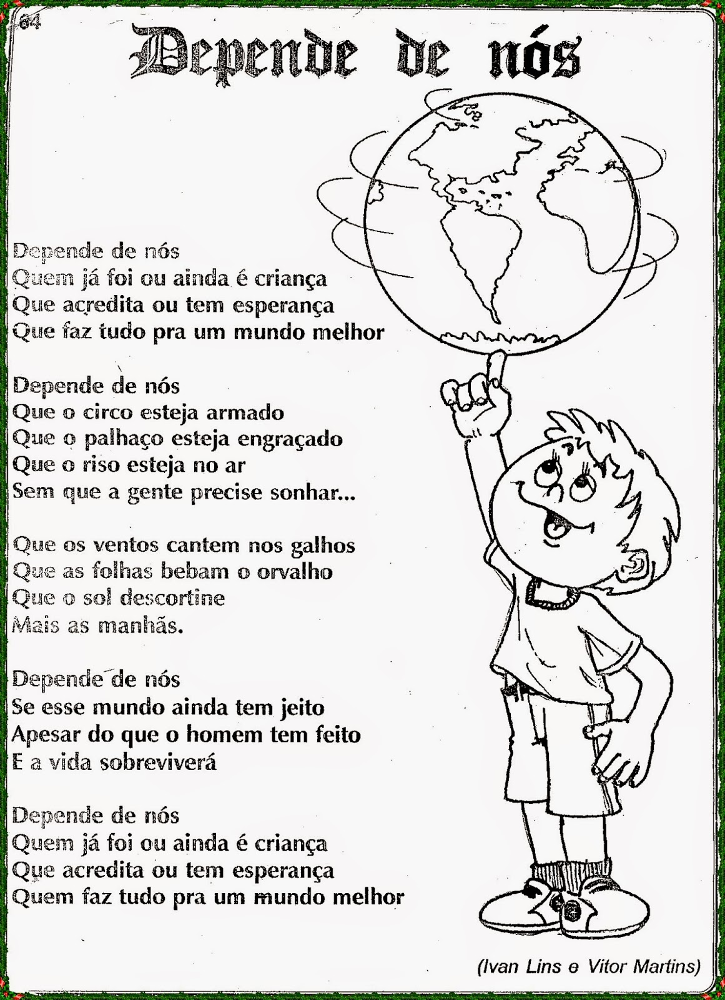 64
Depende de nós
Depende de nós
Quem já foi ou ainda é criança
Que acredita ou tem esperança
Que faz tudo pra um mundo melhor
Depende de nós
Que o circo esteja armado
Que o palhaço esteja engraçado
Que o riso esteja no ar
Sem que a gente precise sonhar...
Que os ventos cantem nos galhos
Que as folhas bebam o orvalho
Que o sol descortine
Mais as manhãs.
Depende de nós
Se esse mundo ainda tem jeito
Apesar do que o homem tem feito
E a vida sobreviverá
Depende de nós
Quem já foi ou ainda é criança
Que acredita ou tem esperança
Quem faz tudo pra um mundo melhor
(Ivan Lins e Vitor Martins)